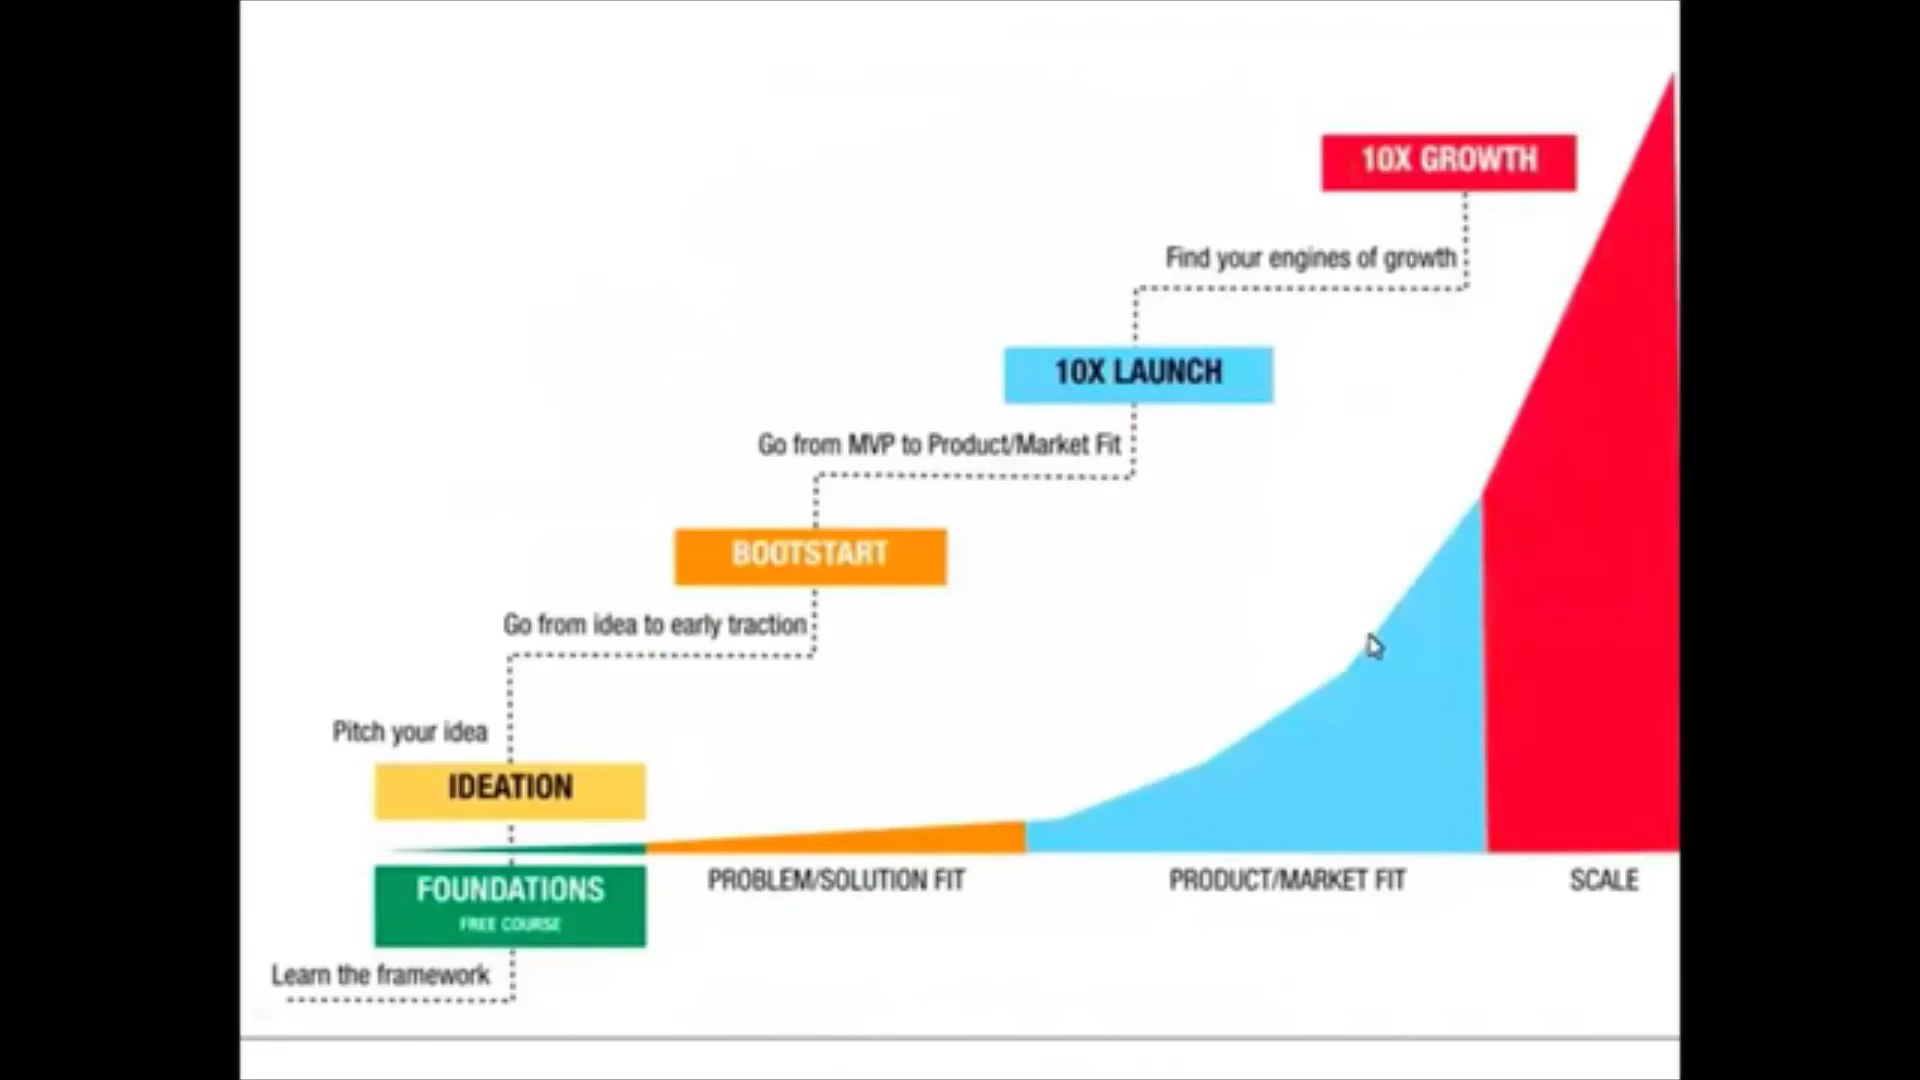 10X GROWTH
Find your engines of growth
10X LAUNCH
Go from MVP to Product/Market Fit
BOOTSTART
Go from idea to early traction
Pitch your idea
IDEATION
FOUNDATIONS
FREE COURSE
Learn the framework
PROBLEM/SOLUTION FIT
PRODUCT/MARKET FIT
SCALE